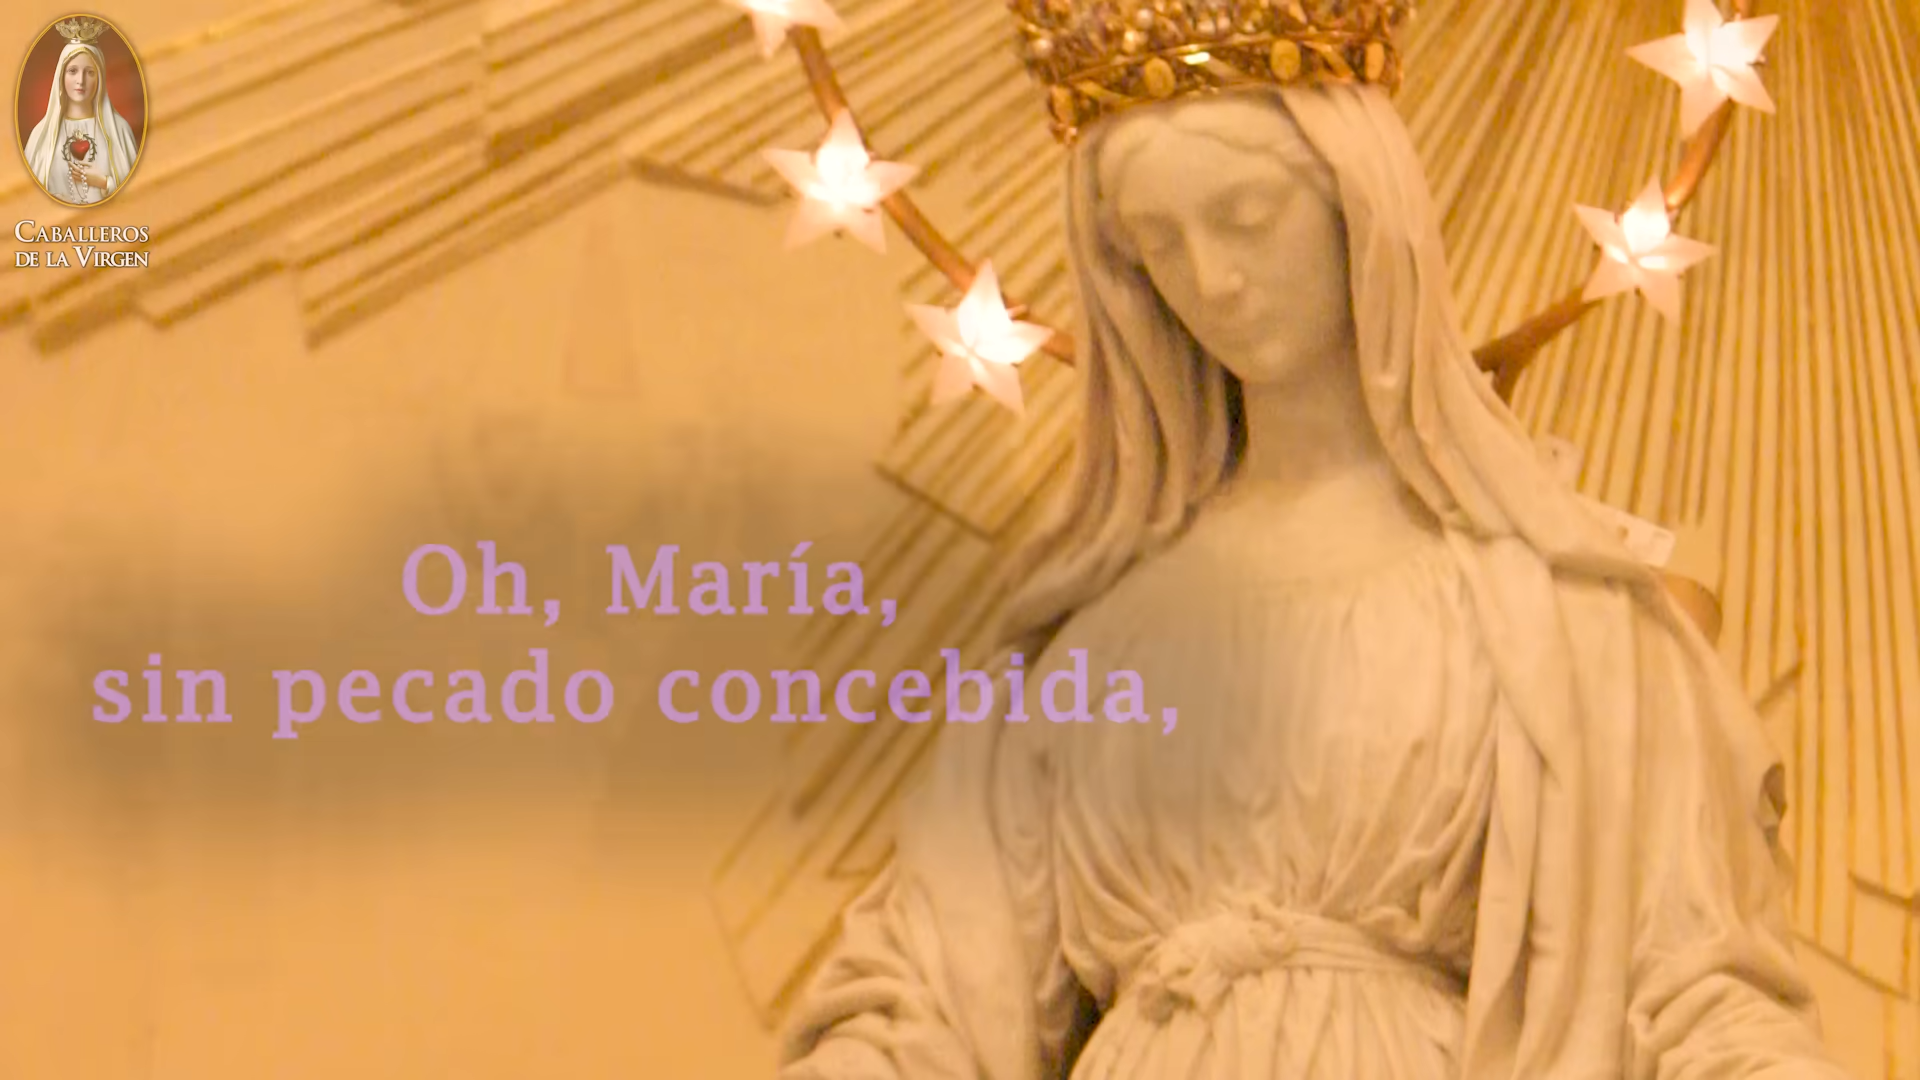 CABALLEROS
DE LA VIRGEN
Oh, María,
sin pecado concebida,